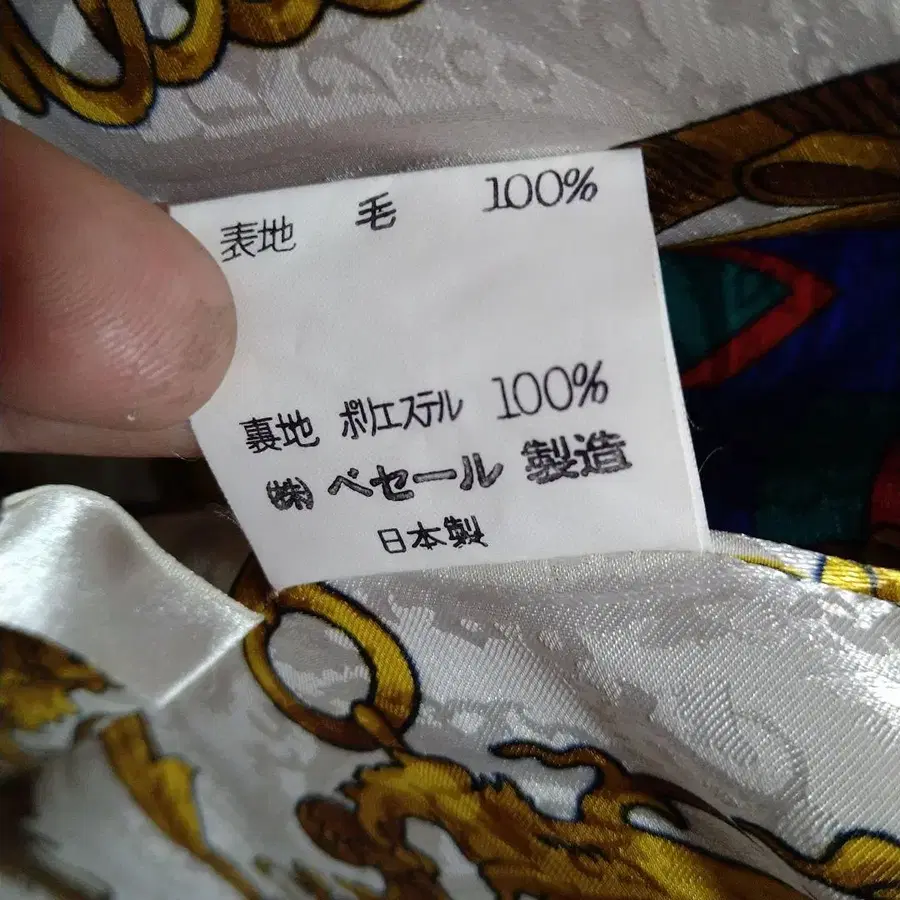 表地 毛 100%
裏地 ポリエステル 100%
㈱ ベセール 製造
日本製